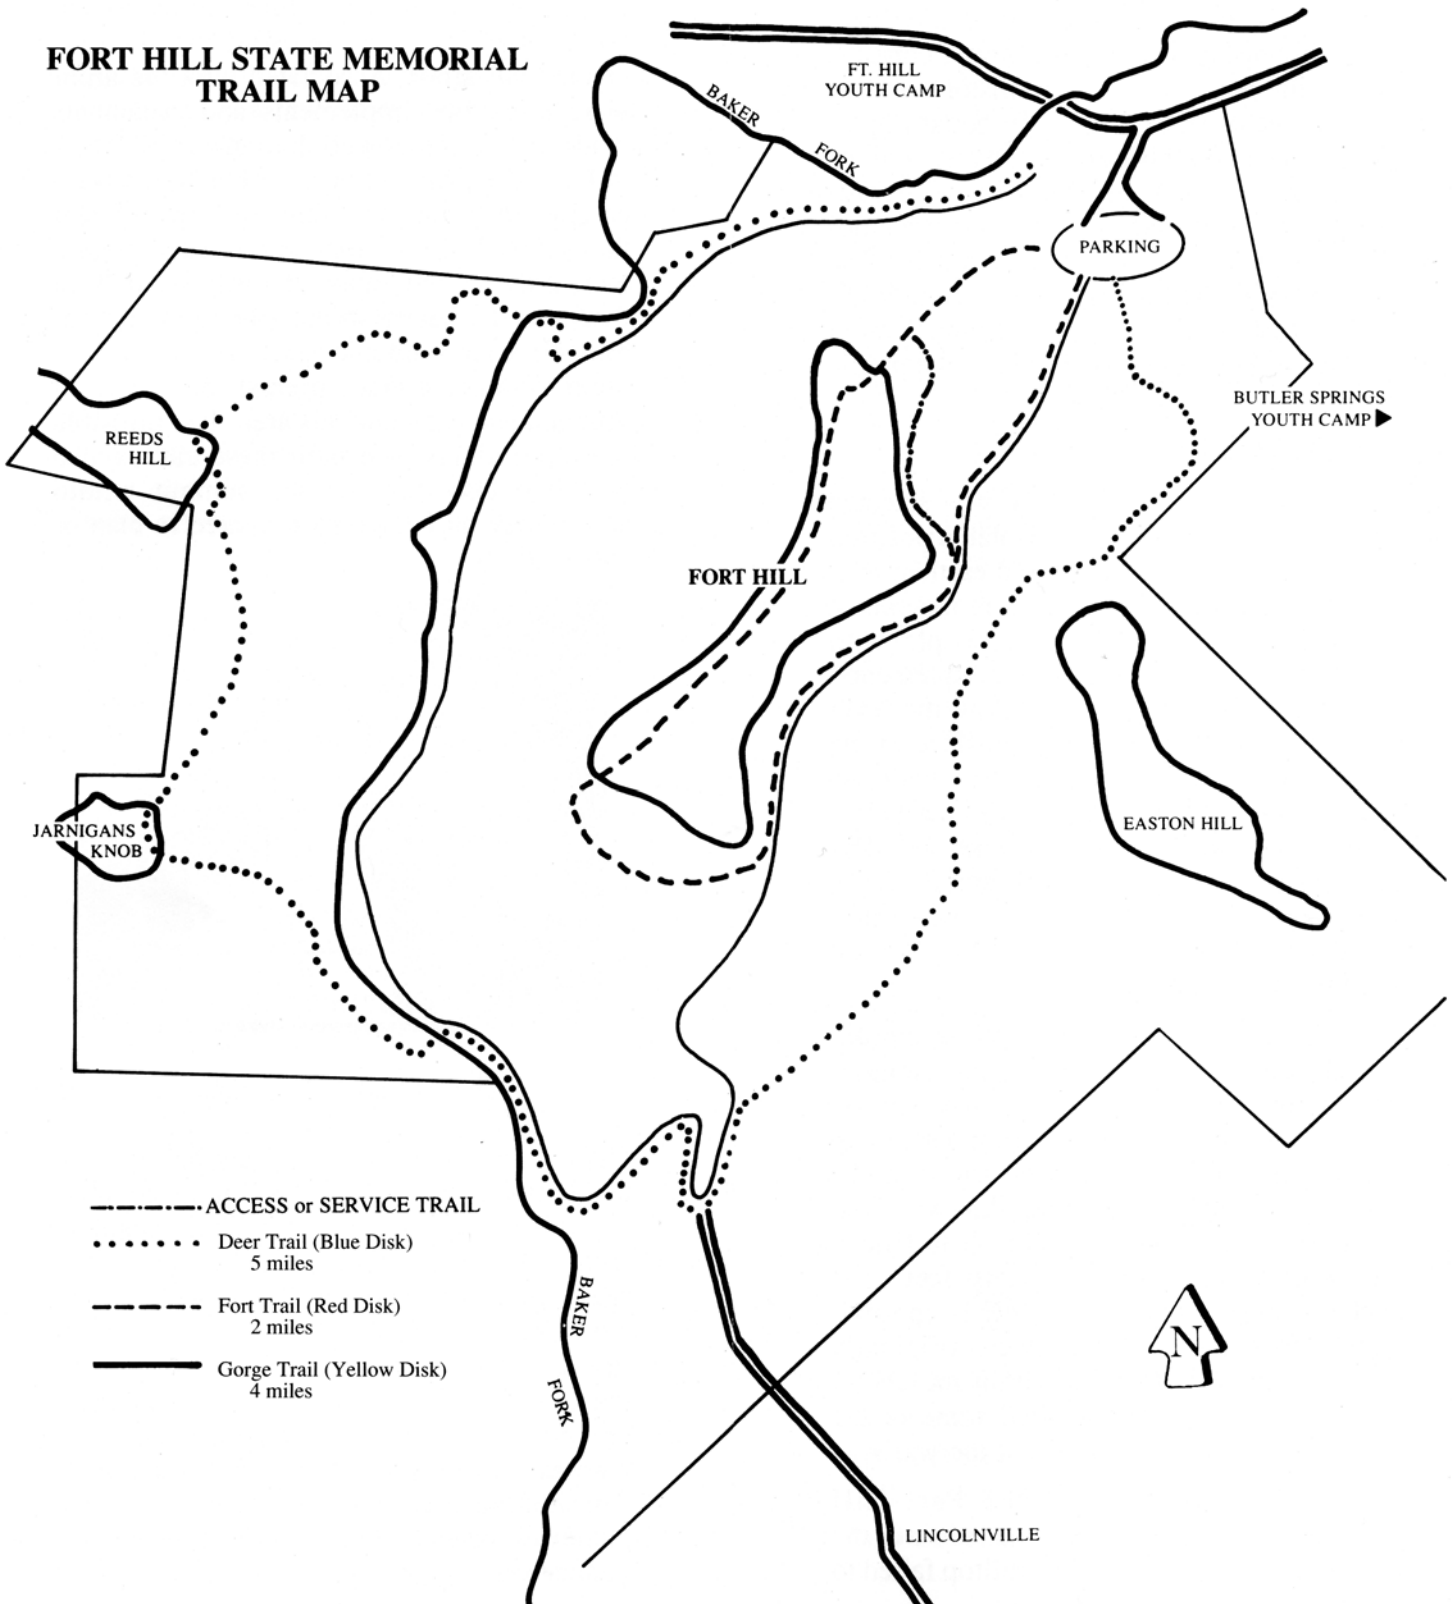 FORT HILL STATE MEMORIAL
TRAIL MAP
FT. HILL
YOUTH CAMP
BAKER
FORK
PARKING
BUTLER SPRINGS
YOUTH CAMP
REEDS
HILL
FORT HILL
JARNIGANS
KNOB
EASTON HILL
ACCESS or SERVICE TRAIL
Deer Trail (Blue Disk)
5 miles
Fort Trail (Red Disk)
2 miles
Gorge Trail (Yellow Disk)
4 miles
BAKER
FORK
N
LINCOLNVILLE